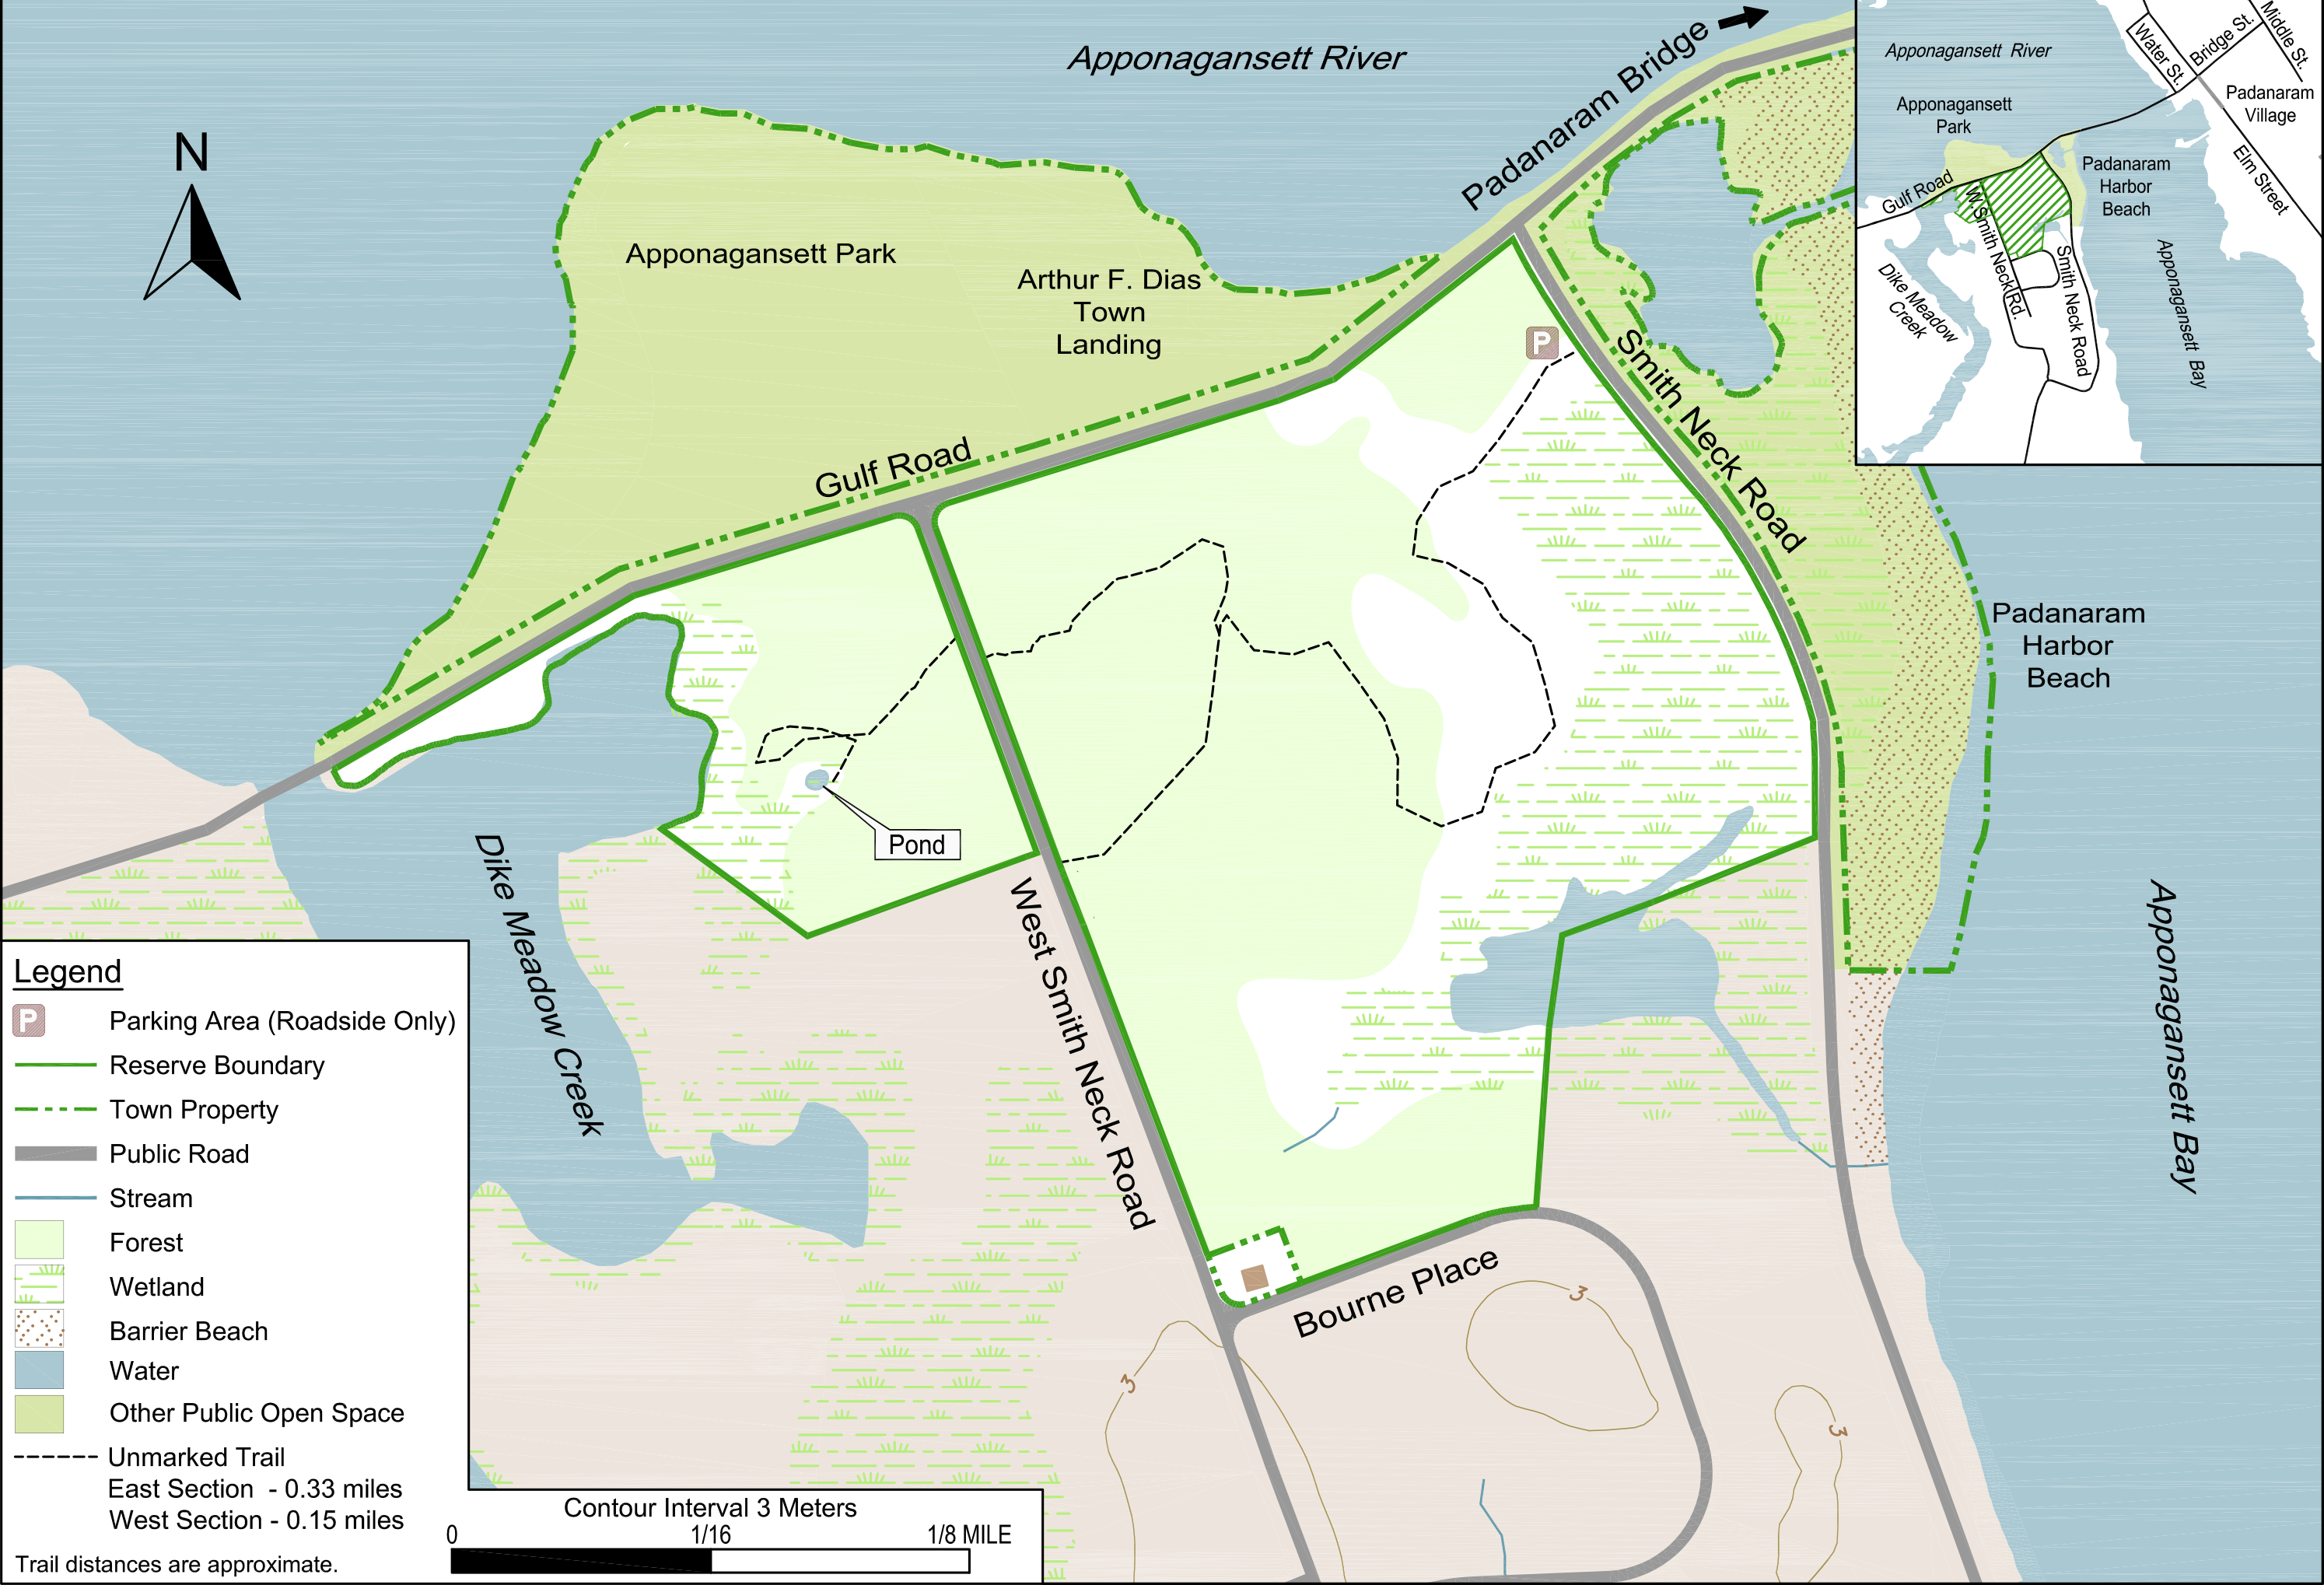 Apponagansett River
Padanaram Bridge
N
Apponagansett Park
Arthur F. Dias
Town
Landing
P
Gulf Road
Smith Neck Road
Padanaram
Harbor
Beach
Pond
Dike Meadow Creek
West Smith Neck Road
Apponagansett Bay
Bourne Place
3
3
3
Apponagansett River
Water St.
Bridge St.
Middle St.
Padanaram
Village
Apponagansett
Park
Padanaram
Harbor
Beach
Elm Street
Gulf Road
W. Smith Neck Rd.
Smith Neck Road
Dike Meadow
Creek
Apponagansett Bay
Legend
P Parking Area (Roadside Only)
Reserve Boundary
Town Property
Public Road
Stream
Forest
Wetland
Barrier Beach
Water
Other Public Open Space
Unmarked Trail
East Section - 0.33 miles
West Section - 0.15 miles
Trail distances are approximate.
Contour Interval 3 Meters
0 1/16 1/8 MILE